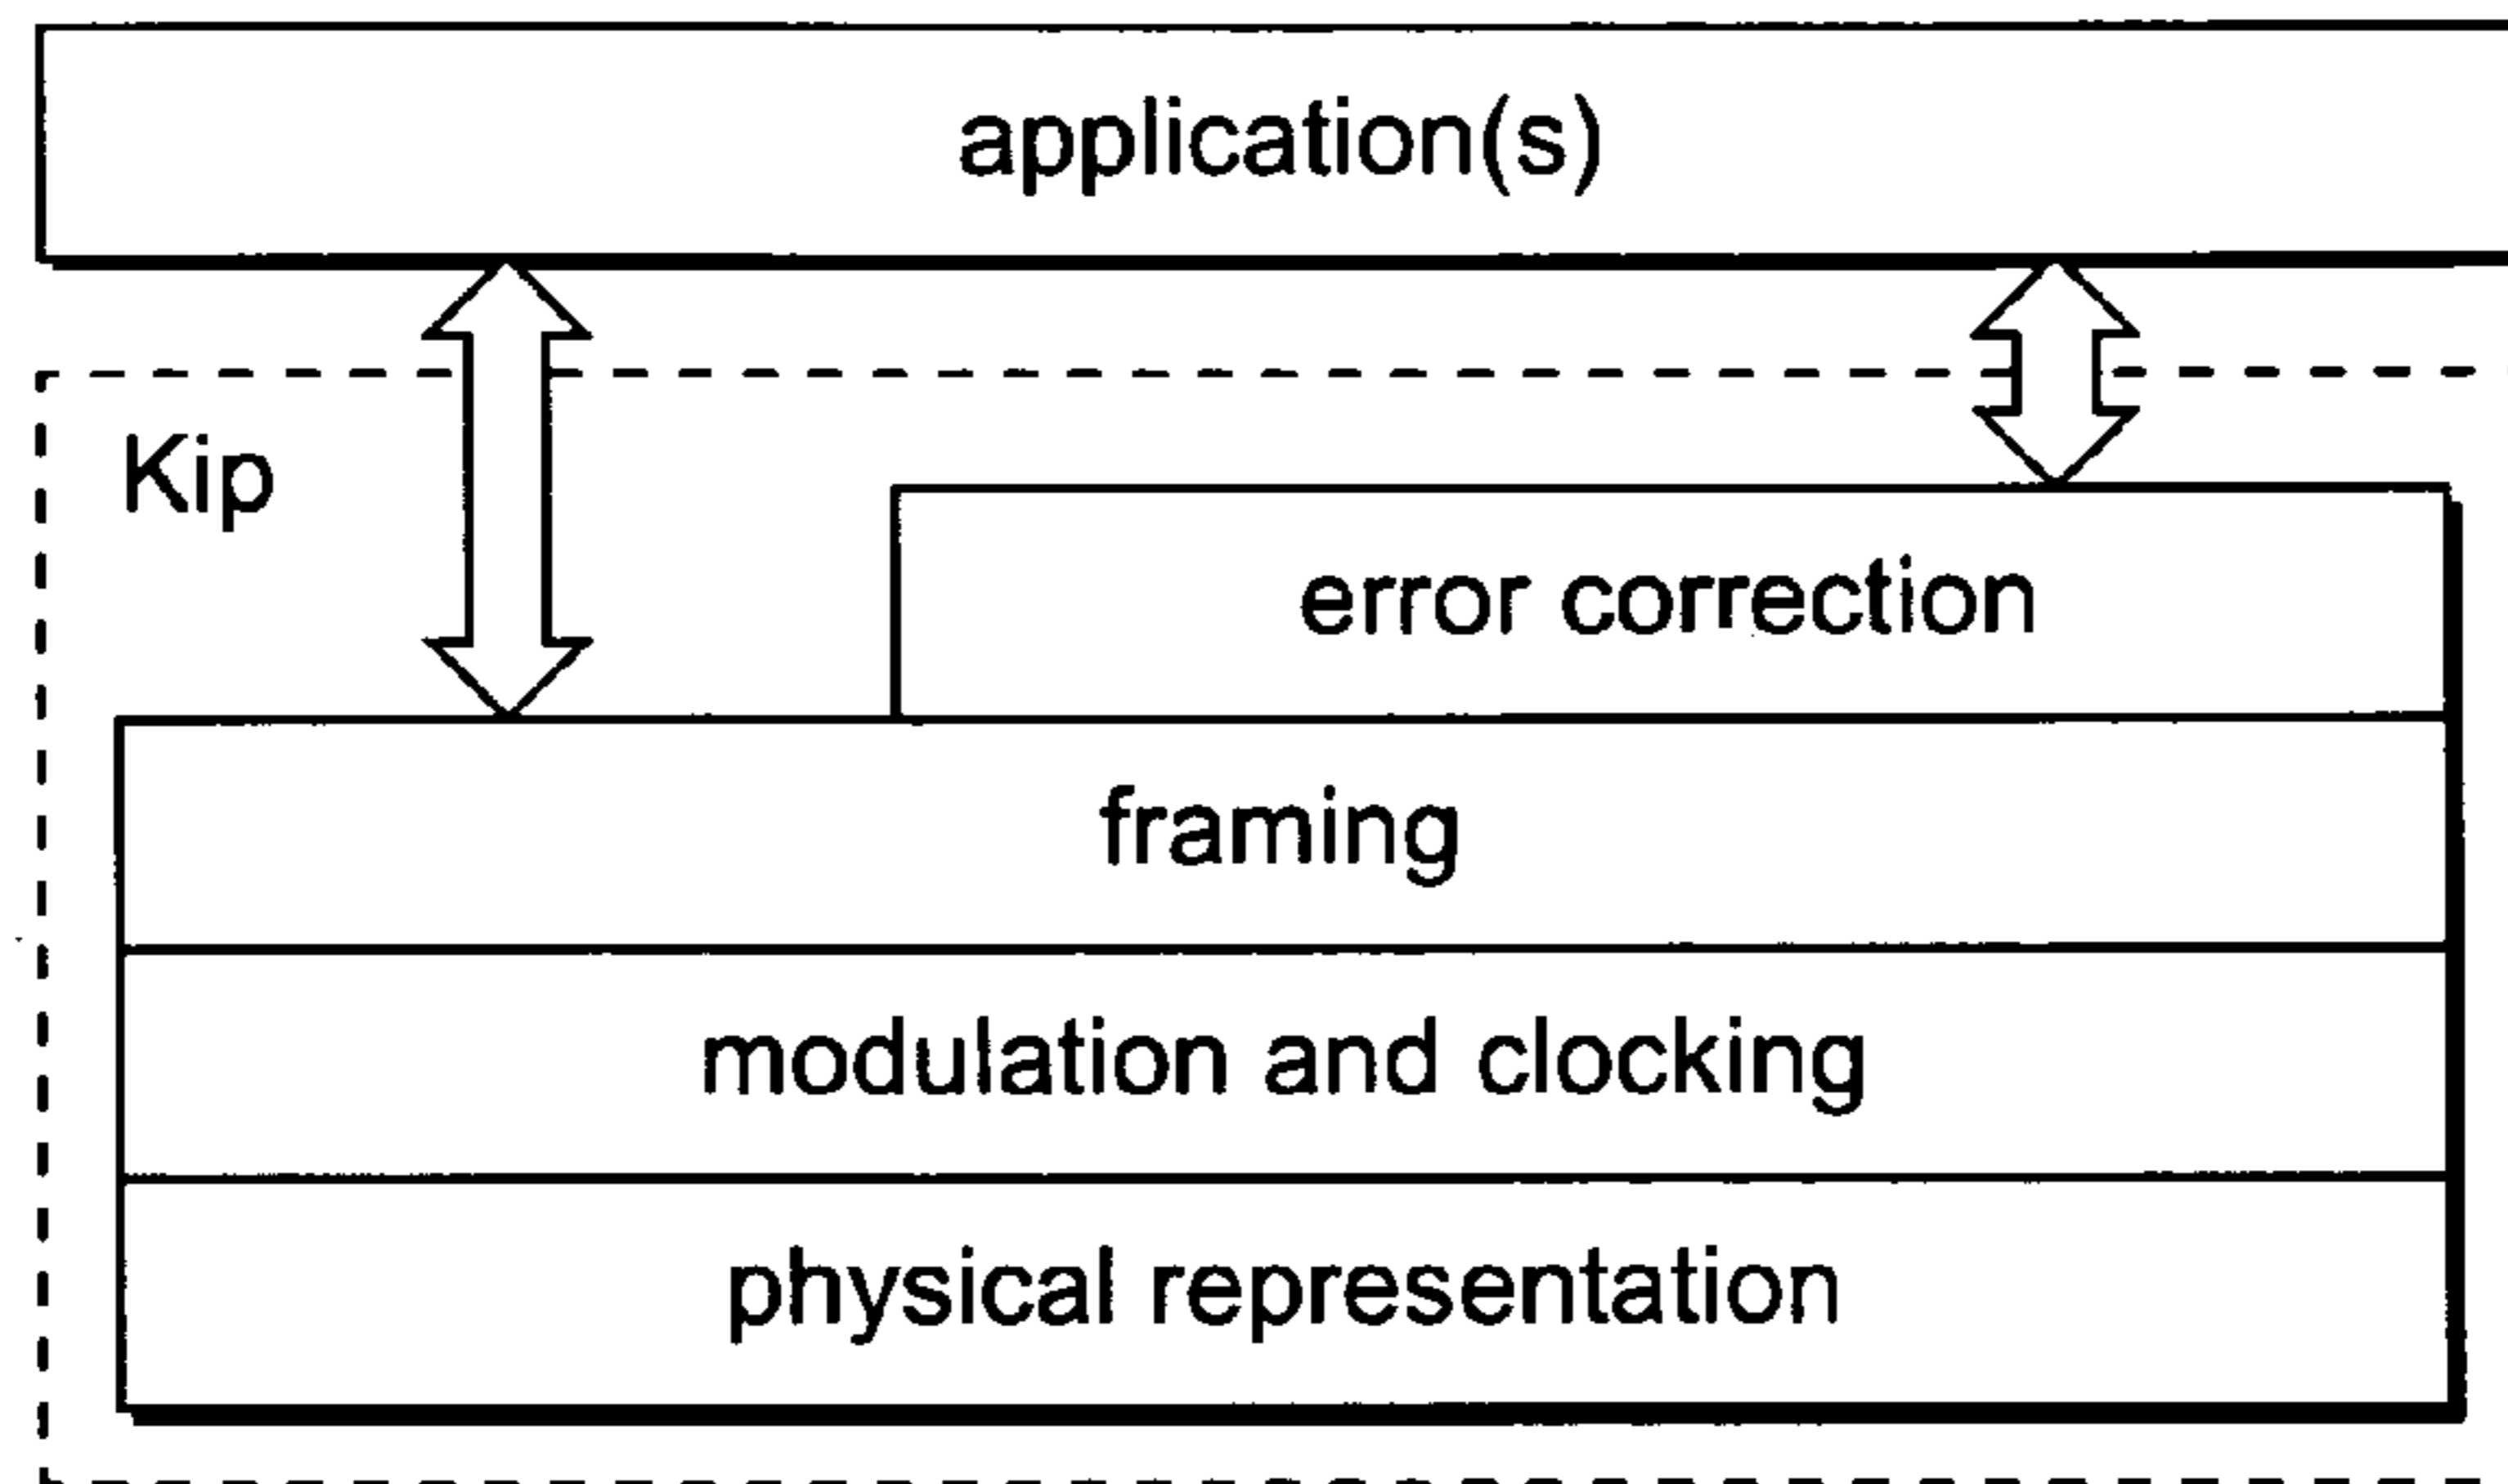 application(s)
Kip
error correction
framing
modulation and clocking
physical representation